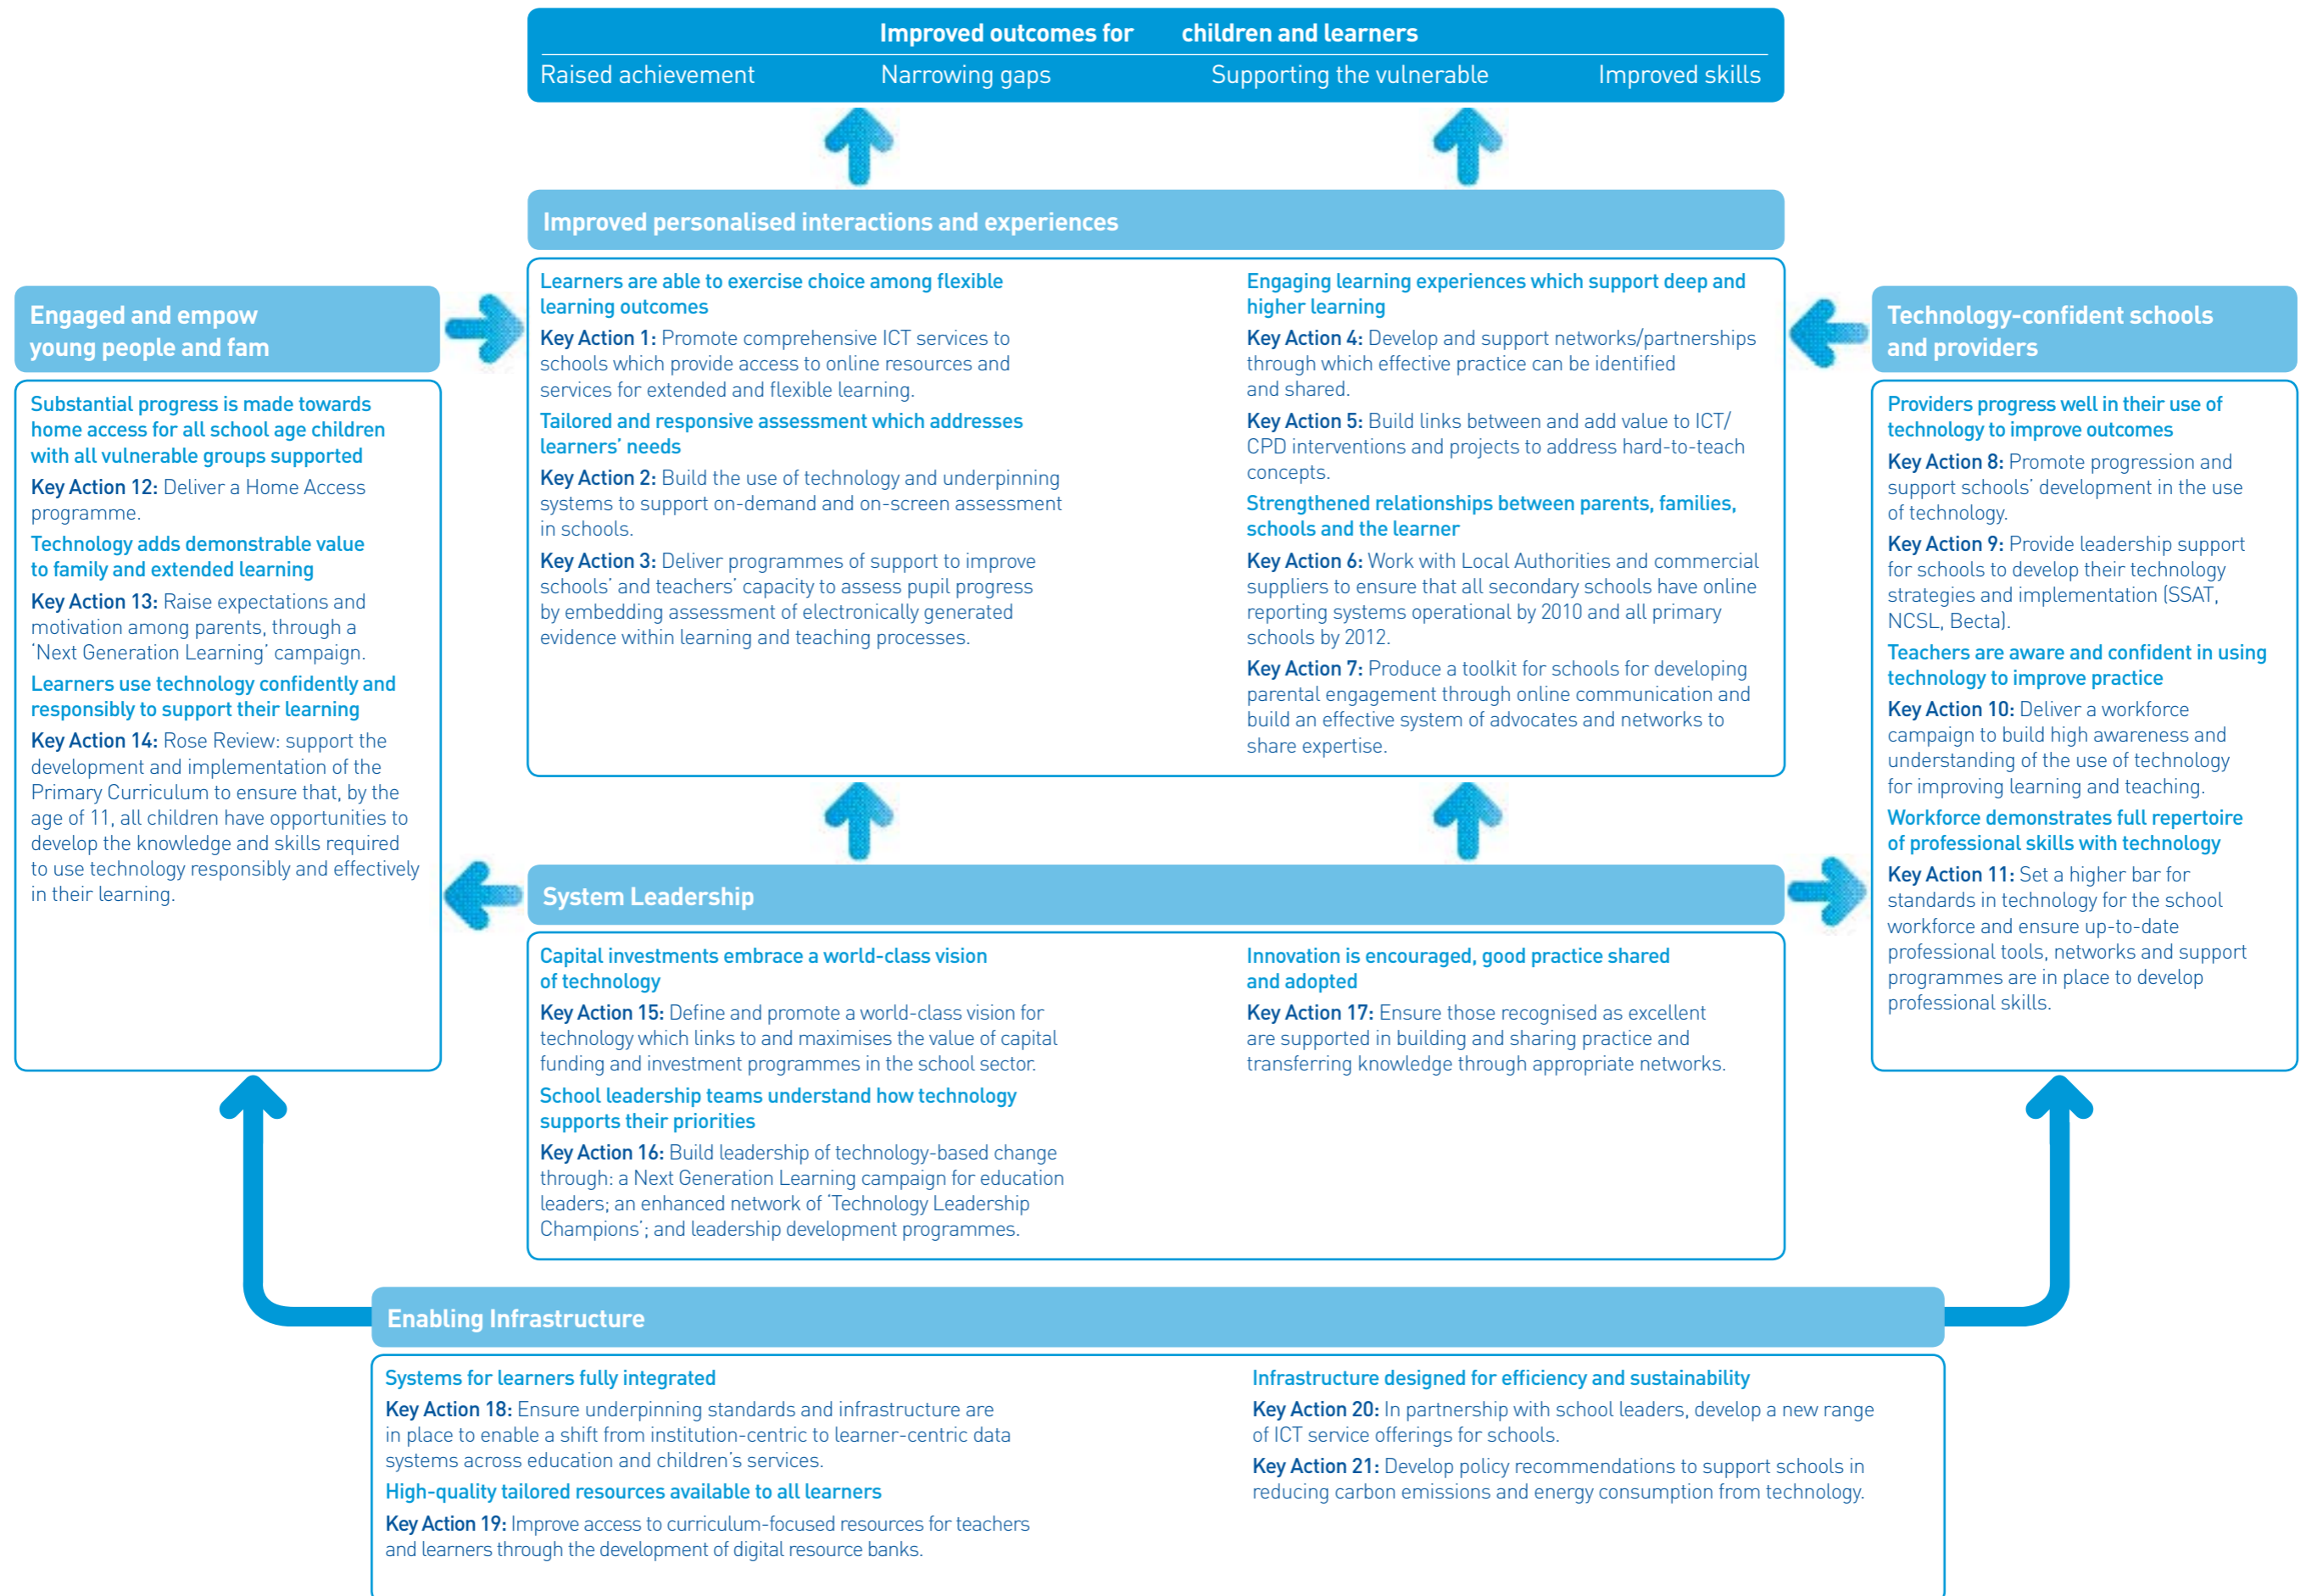 Improved outcomes for children and learners
Raised achievement Narrowing gaps Supporting the vulnerable Improved skills
Improved personalised interactions and experiences
Learners are able to exercise choice among flexible
learning outcomes
Key Action 1: Promote comprehensive ICT services to
schools which provide access to online resources and
services for extended and flexible learning.
Tailored and responsive assessment which addresses
learners' needs
Key Action 2: Build the use of technology and underpinning
systems to support on-demand and on-screen assessment
in schools.
Key Action 3: Deliver programmes of support to improve
schools' and teachers' capacity to assess pupil progress
by embedding assessment of electronically generated
evidence within learning and teaching processes.
Engaging learning experiences which support deep and
higher learning
Key Action 4: Develop and support networks/partnerships
through which effective practice can be identified
and shared.
Key Action 5: Build links between and add value to ICT/
CPD interventions and projects to address hard-to-teach
concepts.
Strengthened relationships between parents, families,
schools and the learner
Key Action 6: Work with Local Authorities and commercial
suppliers to ensure that all secondary schools have online
reporting systems operational by 2010 and all primary
schools by 2012.
Key Action 7: Produce a toolkit for schools for developing
parental engagement through online communication and
build an effective system of advocates and networks to
share expertise.
Engaged and empow
young people and fam
Substantial progress is made towards
home access for all school age children
with all vulnerable groups supported
Key Action 12: Deliver a Home Access
programme.
Technology adds demonstrable value
to family and extended learning
Key Action 13: Raise expectations and
motivation among parents, through a
'Next Generation Learning' campaign.
Learners use technology confidently and
responsibly to support their learning
Key Action 14: Rose Review: support the
development and implementation of the
Primary Curriculum to ensure that, by the
age of 11, all children have opportunities to
develop the knowledge and skills required
to use technology responsibly and effectively
in their learning.
Technology-confident schools
and providers
Providers progress well in their use of
technology to improve outcomes
Key Action 8: Promote progression and
support schools' development in the use
of technology.
Key Action 9: Provide leadership support
for schools to develop their technology
strategies and implementation (SSAT,
NCSL, Becta).
Teachers are aware and confident in using
technology to improve practice
Key Action 10: Deliver a workforce
campaign to build high awareness and
understanding of the use of technology
for improving learning and teaching.
Workforce demonstrates full repertoire
of professional skills with technology
Key Action 11: Set a higher bar for
standards in technology for the school
workforce and ensure up-to-date
professional tools, networks and support
programmes are in place to develop
professional skills.
System Leadership
Capital investments embrace a world-class vision
of technology
Key Action 15: Define and promote a world-class vision for
technology which links to and maximises the value of capital
funding and investment programmes in the school sector.
School leadership teams understand how technology
supports their priorities
Key Action 16: Build leadership of technology-based change
through: a Next Generation Learning campaign for education
leaders; an enhanced network of 'Technology Leadership
Champions'; and leadership development programmes.
Innovation is encouraged, good practice shared
and adopted
Key Action 17: Ensure those recognised as excellent
are supported in building and sharing practice and
transferring knowledge through appropriate networks.
Enabling Infrastructure
Systems for learners fully integrated
Key Action 18: Ensure underpinning standards and infrastructure are
in place to enable a shift from institution-centric to learner-centric data
systems across education and children's services.
High-quality tailored resources available to all learners
Key Action 19: Improve access to curriculum-focused resources for teachers
and learners through the development of digital resource banks.
Infrastructure designed for efficiency and sustainability
Key Action 20: In partnership with school leaders, develop a new range
of ICT service offerings for schools.
Key Action 21: Develop policy recommendations to support schools in
reducing carbon emissions and energy consumption from technology.